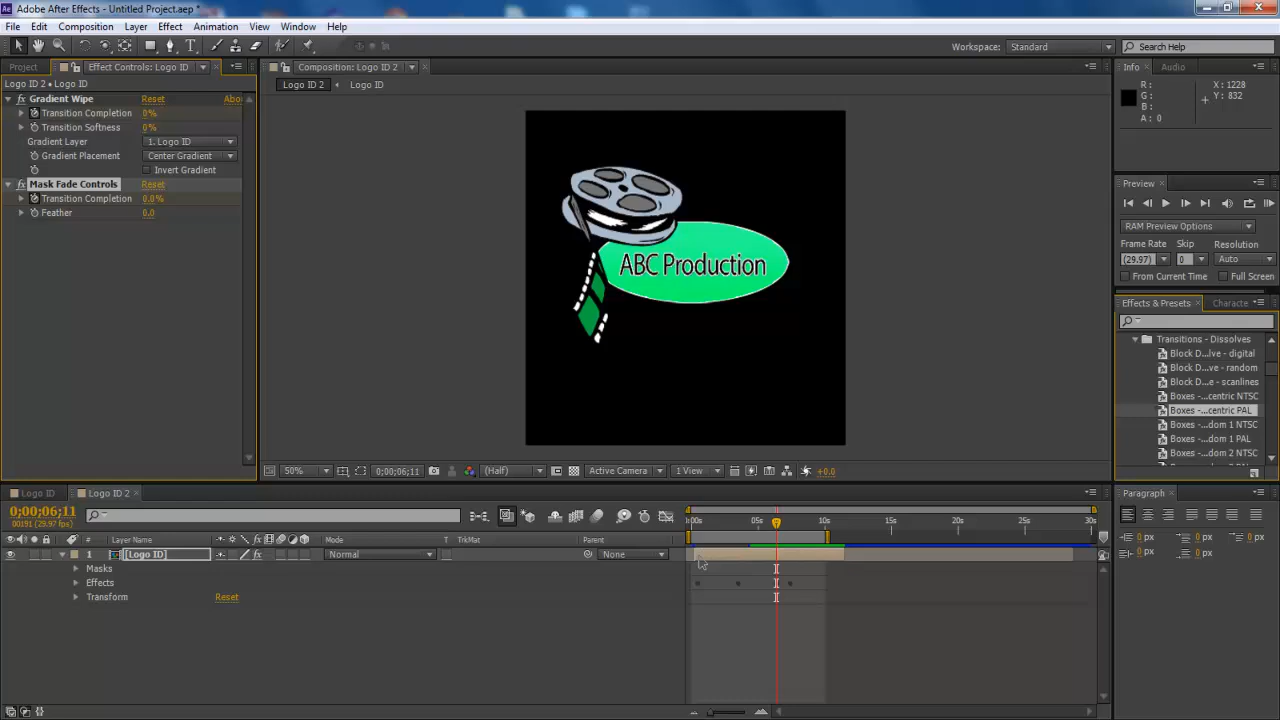 Adobe After Effects - Untitled Project.aep *
File Edit Composition Layer Effect Animation View Window Help
Workspace: Standard Search Help
Project Effect Controls: Logo ID
Composition: Logo ID 2
Info Audio
Logo ID 2 • Logo ID
Logo ID 2 Logo ID
Gradient Wipe Reset Abo
Transition Completion 0%
Transition Softness 0%
Gradient Layer 1. Logo ID
Gradient Placement Center Gradient
Invert Gradient
Mask Fade Controls Reset
Transition Completion 0.0%
Feather 0.0
ABC Production
R:
G:
B:
A: 0
X: 1228
Y: 832
Preview
RAM Preview Options
Frame Rate Skip Resolution
(29.97) 0 Auto
From Current Time Full Screen
Effects & Presets Characte
Transitions - Dissolves
Block D...lve - digital
Block D...ve - random
Block D...e - scanlines
Boxes -...centric NTSC
Boxes -...centric PAL
Boxes -...dom 1 NTSC
Boxes -...dom 1 PAL
Boxes -...dom 2 NTSC
50% 0;00;06;11 (Half) Active Camera 1 View +0.0
Logo ID Logo ID 2
0;00;06;11
00191 (29.97 fps)
0:00s 05s 10s 15s 20s 25s 30s
# Layer Name Mode T TrkMat Parent
1 [Logo ID] Normal None
Masks
Effects
Transform Reset
Paragraph
0 px 0 px 0 px
0 px 0 px